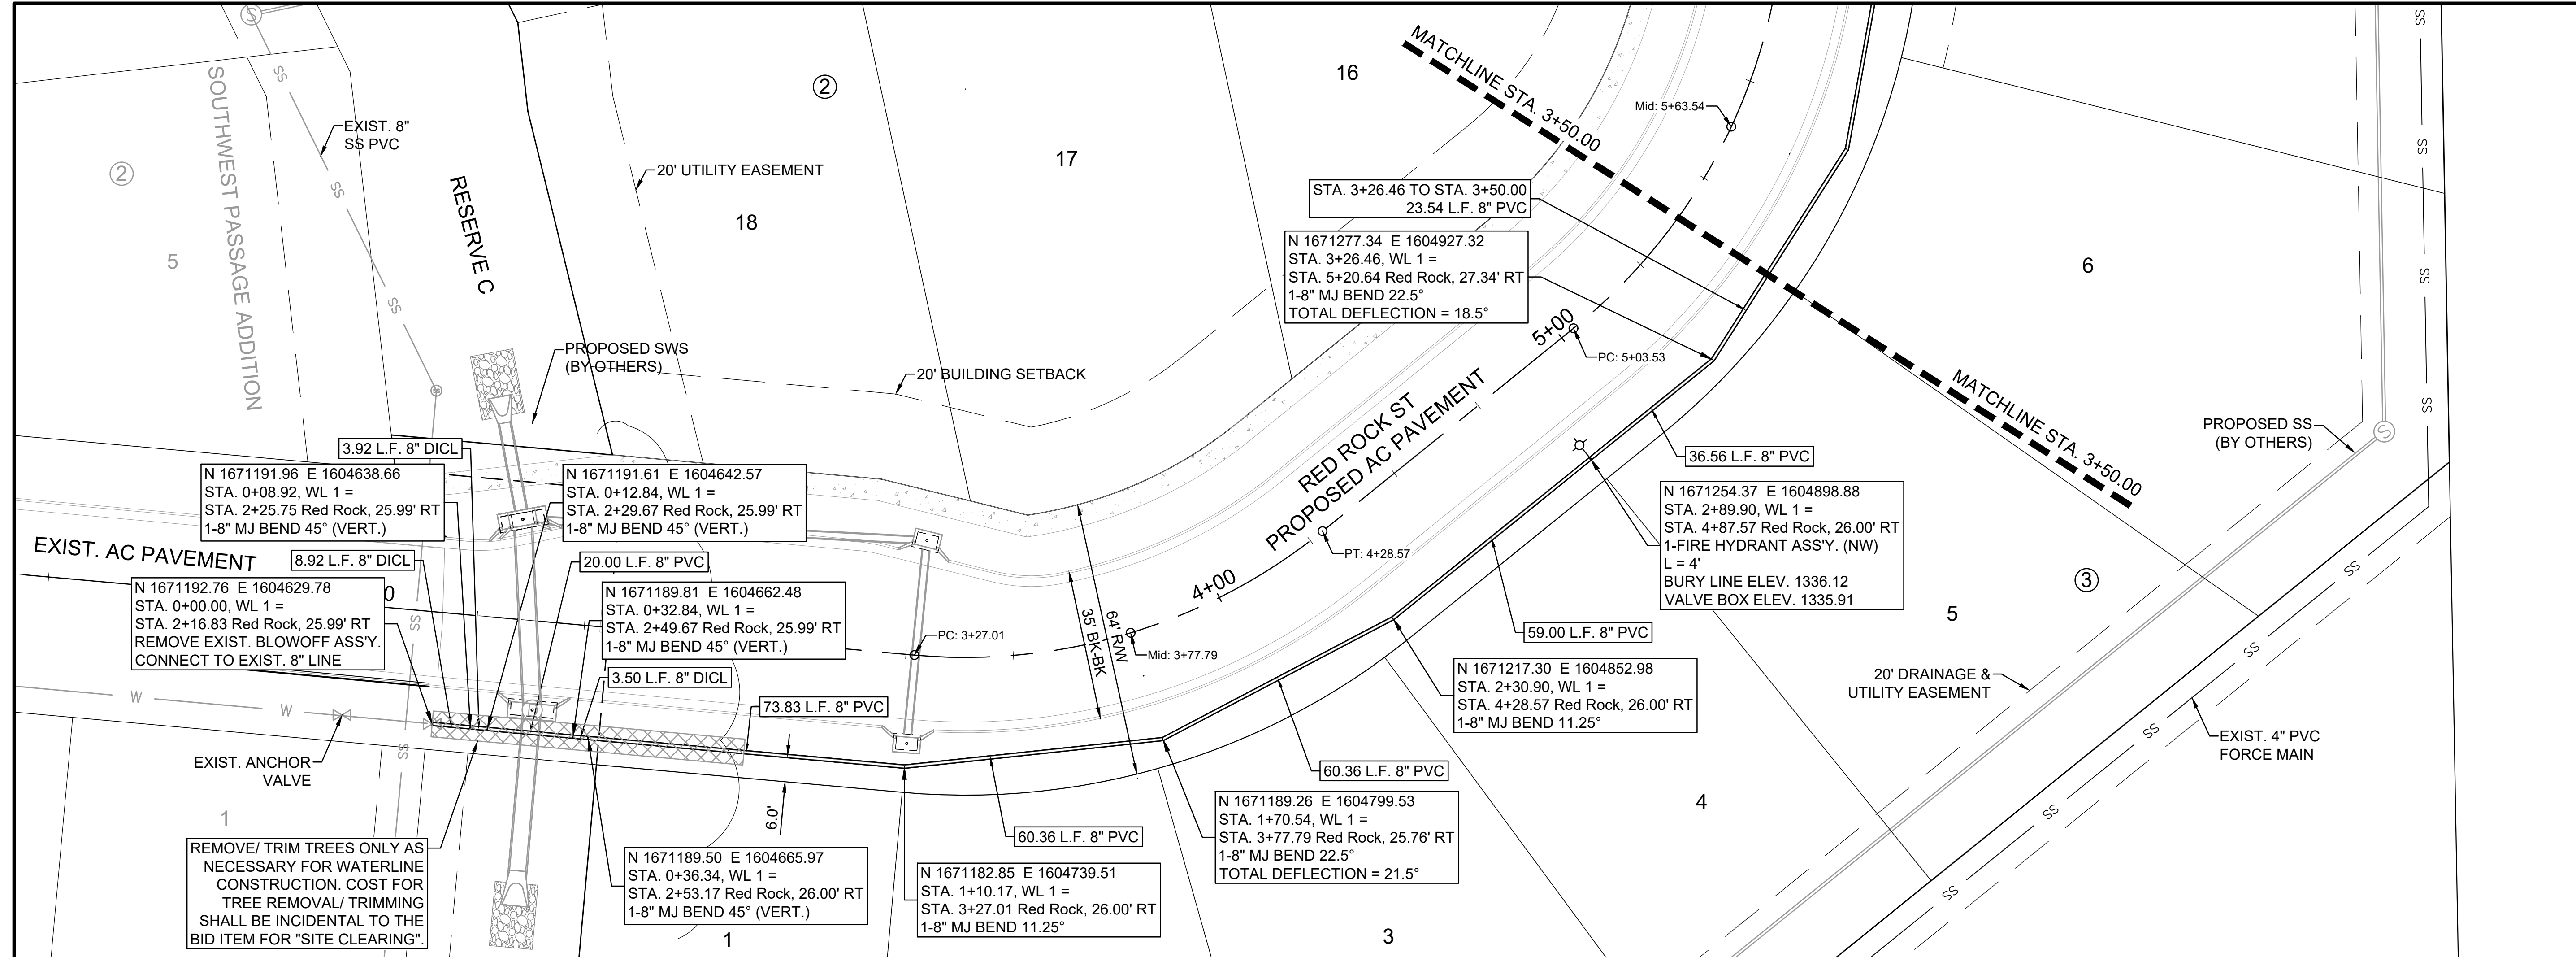 MATCHLINE STA. 3+50.00
Mid: 5+63.54
SS
SS
SS
S
SS
SS
SS
SOUTHWEST PASSAGE ADDITION
EXIST. 8"
SS PVC
2
5
RESERVE C
20' UTILITY EASEMENT
2
18
17
16
STA. 3+26.46 TO STA. 3+50.00
23.54 L.F. 8" PVC
N 1671277.34 E 1604927.32
STA. 3+26.46, WL 1 =
STA. 5+20.64 Red Rock, 27.34' RT
1-8" MJ BEND 22.5°
TOTAL DEFLECTION = 18.5°
6
PROPOSED SWS
(BY OTHERS)
20' BUILDING SETBACK
5+00
PC: 5+03.53
RED ROCK ST
PROPOSED AC PAVEMENT
MATCHLINE STA. 3+50.00
PROPOSED SS
(BY OTHERS)
S
SS
3.92 L.F. 8" DICL
N 1671191.96 E 1604638.66
STA. 0+08.92, WL 1 =
STA. 2+25.75 Red Rock, 25.99' RT
1-8" MJ BEND 45° (VERT.)
N 1671191.61 E 1604642.57
STA. 0+12.84, WL 1 =
STA. 2+29.67 Red Rock, 25.99' RT
1-8" MJ BEND 45° (VERT.)
36.56 L.F. 8" PVC
N 1671254.37 E 1604898.88
STA. 2+89.90, WL 1 =
STA. 4+87.57 Red Rock, 26.00' RT
1-FIRE HYDRANT ASS'Y. (NW)
L = 4'
BURY LINE ELEV. 1336.12
VALVE BOX ELEV. 1335.91
EXIST. AC PAVEMENT
8.92 L.F. 8" DICL
20.00 L.F. 8" PVC
N 1671192.76 E 1604629.78
STA. 0+00.00, WL 1 =
STA. 2+16.83 Red Rock, 25.99' RT
REMOVE EXIST. BLOWOFF ASS'Y.
CONNECT TO EXIST. 8" LINE
0
SS
N 1671189.81 E 1604662.48
STA. 0+32.84, WL 1 =
STA. 2+49.67 Red Rock, 25.99' RT
1-8" MJ BEND 45° (VERT.)
3.50 L.F. 8" DICL
PC: 3+27.01
4+00
PT: 4+28.57
Mid: 3+77.79
64' R/W
35' BK-BK
59.00 L.F. 8" PVC
3
5
SS
SS
SS
SS
SS
W
W
SS
EXIST. ANCHOR
VALVE
73.83 L.F. 8" PVC
N 1671217.30 E 1604852.98
STA. 2+30.90, WL 1 =
STA. 4+28.57 Red Rock, 26.00' RT
1-8" MJ BEND 11.25°
20' DRAINAGE &
UTILITY EASEMENT
EXIST. 4" PVC
FORCE MAIN
60.36 L.F. 8" PVC
4
1
6.0'
60.36 L.F. 8" PVC
N 1671189.26 E 1604799.53
STA. 1+70.54, WL 1 =
STA. 3+77.79 Red Rock, 25.76' RT
1-8" MJ BEND 22.5°
TOTAL DEFLECTION = 21.5°
REMOVE/ TRIM TREES ONLY AS
NECESSARY FOR WATERLINE
CONSTRUCTION. COST FOR
TREE REMOVAL/ TRIMMING
SHALL BE INCIDENTAL TO THE
BID ITEM FOR "SITE CLEARING".
N 1671189.50 E 1604665.97
STA. 0+36.34, WL 1 =
STA. 2+53.17 Red Rock, 26.00' RT
1-8" MJ BEND 45° (VERT.)
N 1671182.85 E 1604739.51
STA. 1+10.17, WL 1 =
STA. 3+27.01 Red Rock, 26.00' RT
1-8" MJ BEND 11.25°
1
3